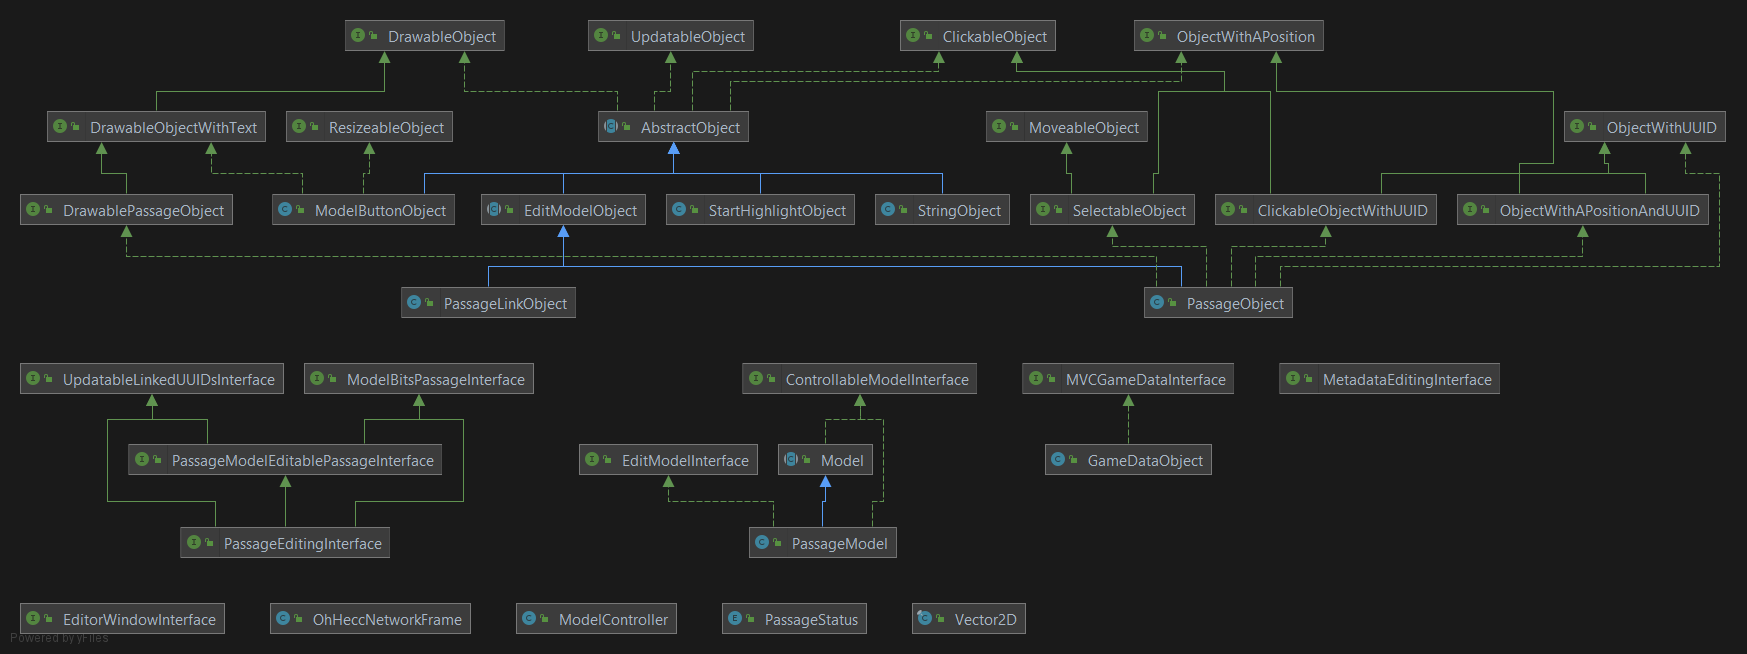 DrawableObject
UpdatableObject
ClickableObject
ObjectWithAPosition
DrawableObjectWithText
ResizeableObject
AbstractObject
MoveableObject
ObjectWithUUID
DrawablePassageObject
ModelButtonObject
EditModelObject
StartHighlightObject
StringObject
SelectableObject
ClickableObjectWithUUID
ObjectWithAPositionAndUUID
PassageLinkObject
PassageObject
UpdatableLinkedUUIDsInterface
ModelBitsPassageInterface
ControllableModelInterface
MVCGameDataInterface
MetadataEditingInterface
PassageModelEditablePassageInterface
EditModelInterface
Model
GameDataObject
PassageEditingInterface
PassageModel
EditorWindowInterface
OhHeccNetworkFrame
ModelController
PassageStatus
Vector2D
Powered by yFiles